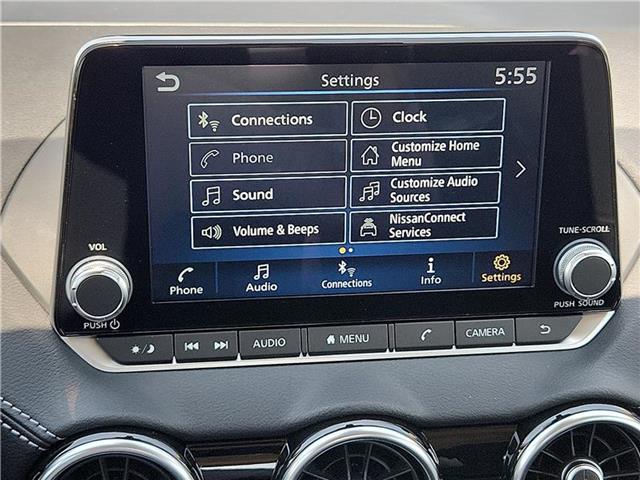 Settings
5:55
Connections
Clock
Phone
Customize Home
Menu
Sound
Customize Audio
Sources
Volume & Beeps
NissanConnect
Services
Phone
Audio
Connections
Info
Settings
VOL
PUSH
TUNE·SCROLL
PUSH SOUND
AUDIO
MENU
CAMERA